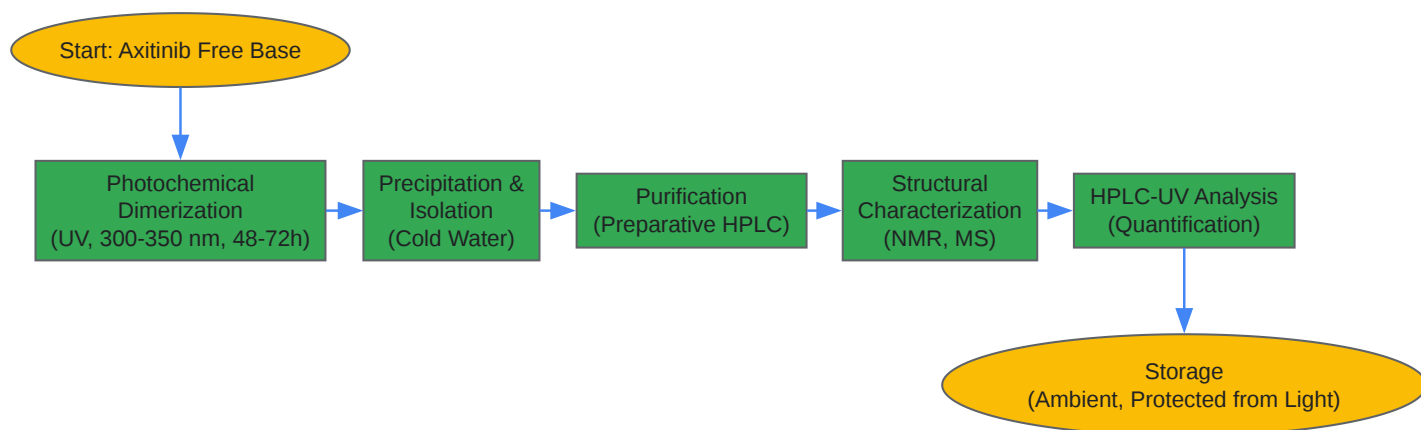 Start: Axitinib Free Base
Photochemical
Dimerization
(UV, 300-350 nm, 48-72h)
Precipitation &
Isolation
(Cold Water)
Purification
(Preparative HPLC)
Structural
Characterization
(NMR, MS)
HPLC-UV Analysis
(Quantification)
Storage
(Ambient, Protected from Light)